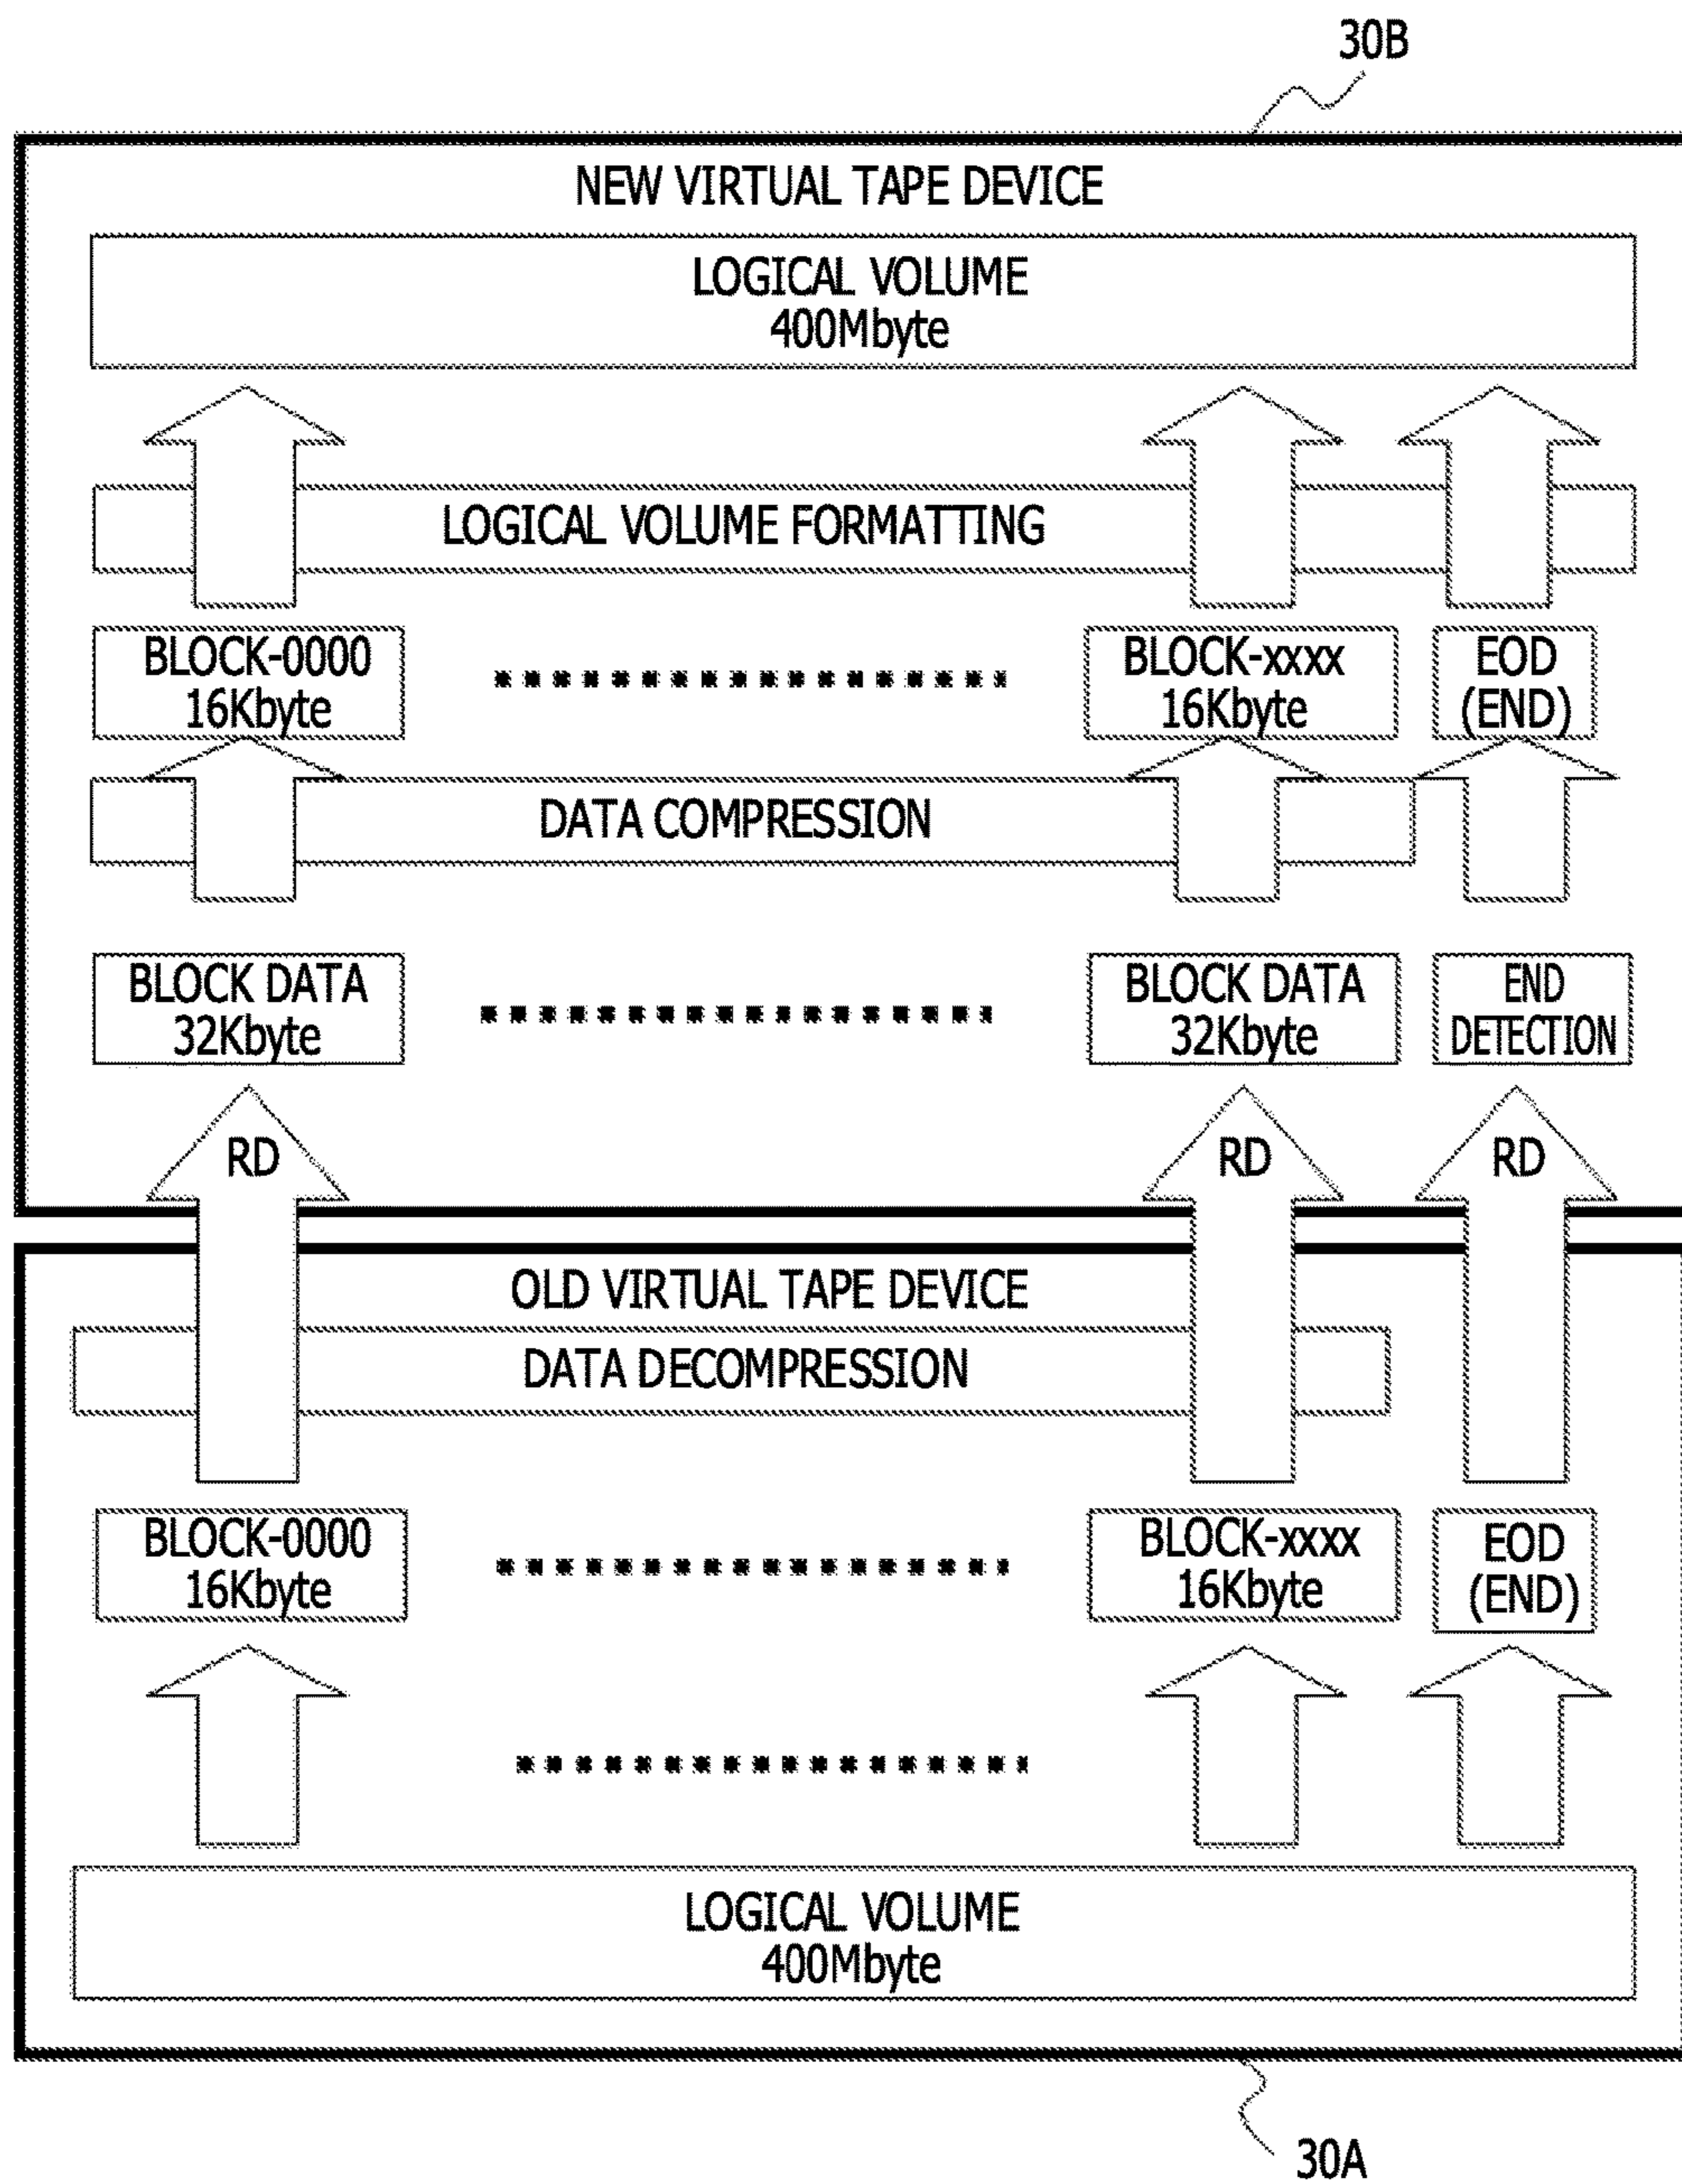 30B
NEW VIRTUAL TAPE DEVICE
LOGICAL VOLUME
400Mbyte
LOGICAL VOLUME FORMATTING
BLOCK-0000
16Kbyte
BLOCK-xxxx
16Kbyte
EOD
(END)
DATA COMPRESSION
BLOCK DATA
32Kbyte
BLOCK DATA
32Kbyte
END
DETECTION
RD
RD
RD
OLD VIRTUAL TAPE DEVICE
DATA DECOMPRESSION
BLOCK-0000
16Kbyte
BLOCK-xxxx
16Kbyte
EOD
(END)
LOGICAL VOLUME
400Mbyte
30A